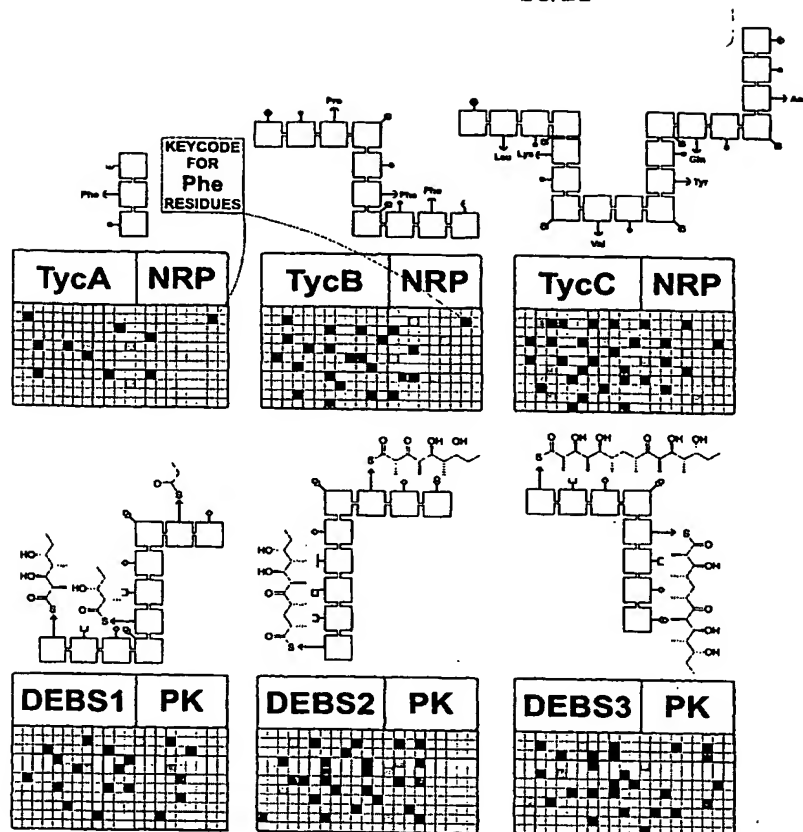 Phe
KEYCODE
FOR
Phe
RESIDUES
Pro
Phe Phe
Leu Lys Gln
Tyr
Val
TycA NRP
TycB NRP
TycC NRP
O S
HO
HO HO
O O
S S
O O OH OH
S
HO
HO
O
O
S
O OH OH O OH OH
S
S O
OH
O
OH
OH
DEBS1 PK
DEBS2 PK
DEBS3 PK